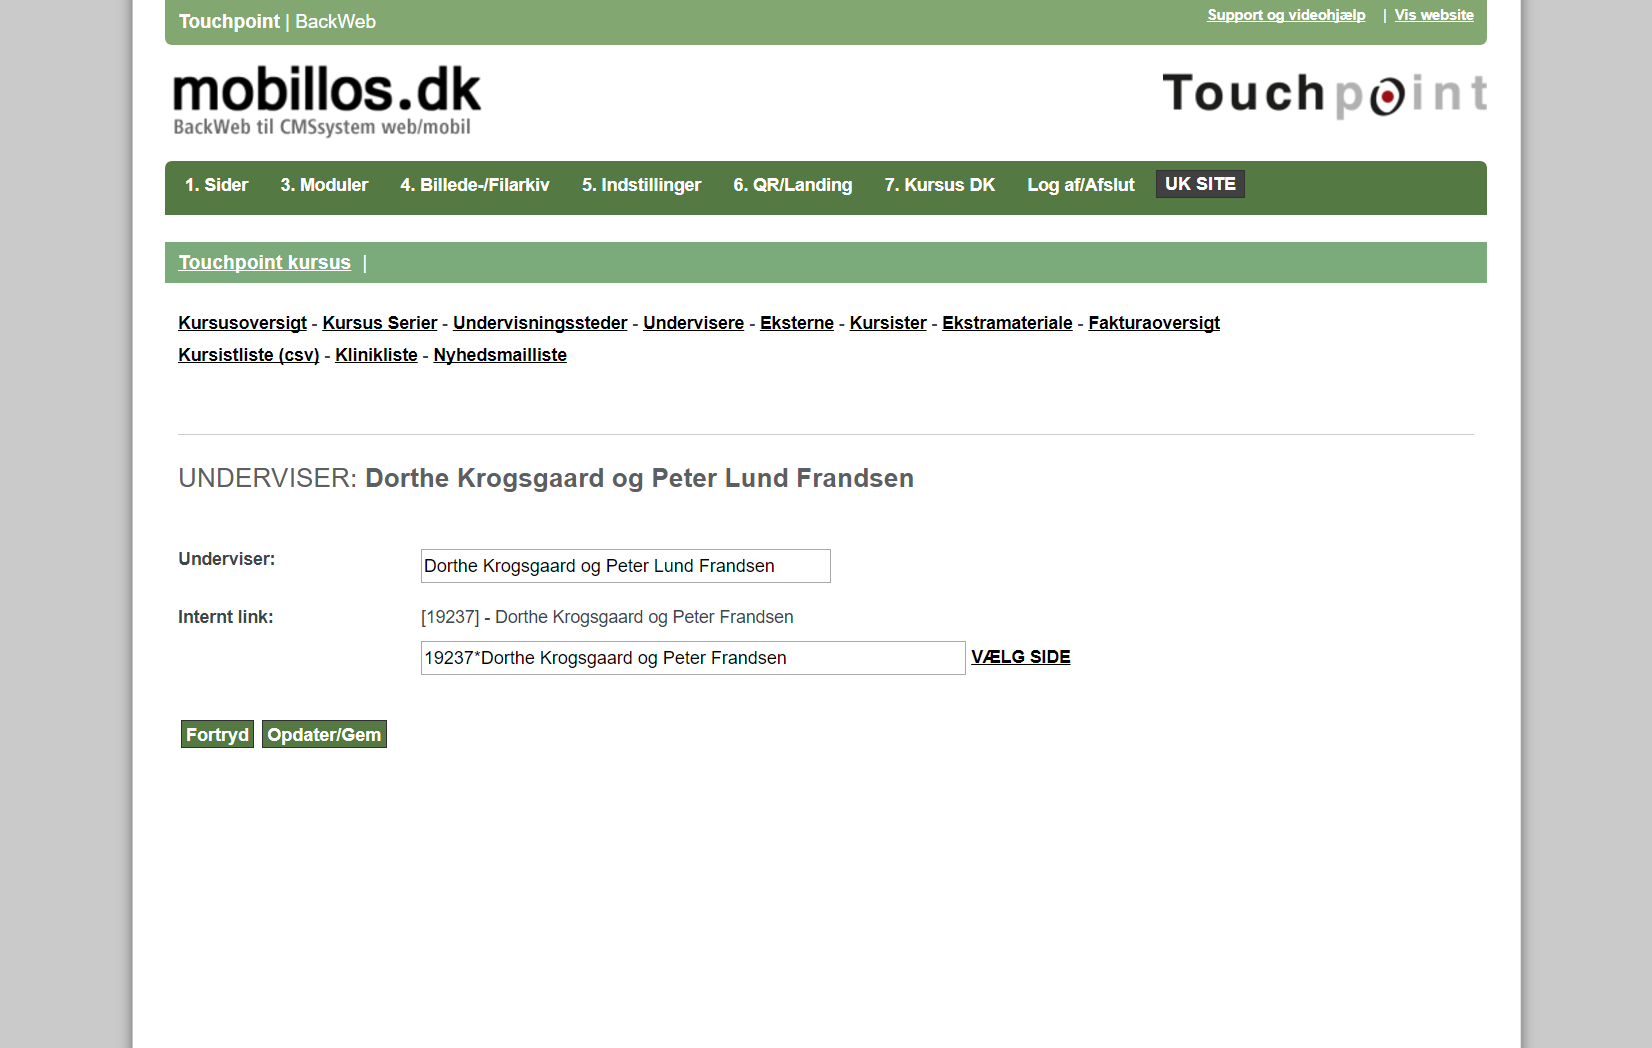 Touchpoint | BackWeb
Support og videohjælp | Vis website
mobillos.dk
BackWeb til CMSsystem web/mobil
Touchpoint
1. Sider 3. Moduler 4. Billede-/Filarkiv 5. Indstillinger 6. QR/Landing 7. Kursus DK Log af/Afslut UK SITE
Touchpoint kursus |
Kursusoversigt - Kursus Serier - Undervisningssteder - Undervisere - Eksterne - Kursister - Ekstramateriale - Fakturaoversigt
Kursistliste (csv) - Klinikliste - Nyhedsmailliste
UNDERVISER: Dorthe Krogsgaard og Peter Lund Frandsen
Underviser: Dorthe Krogsgaard og Peter Lund Frandsen
Internt link: [19237] - Dorthe Krogsgaard og Peter Frandsen
19237*Dorthe Krogsgaard og Peter Frandsen VÆLG SIDE
Fortryd Opdater/Gem